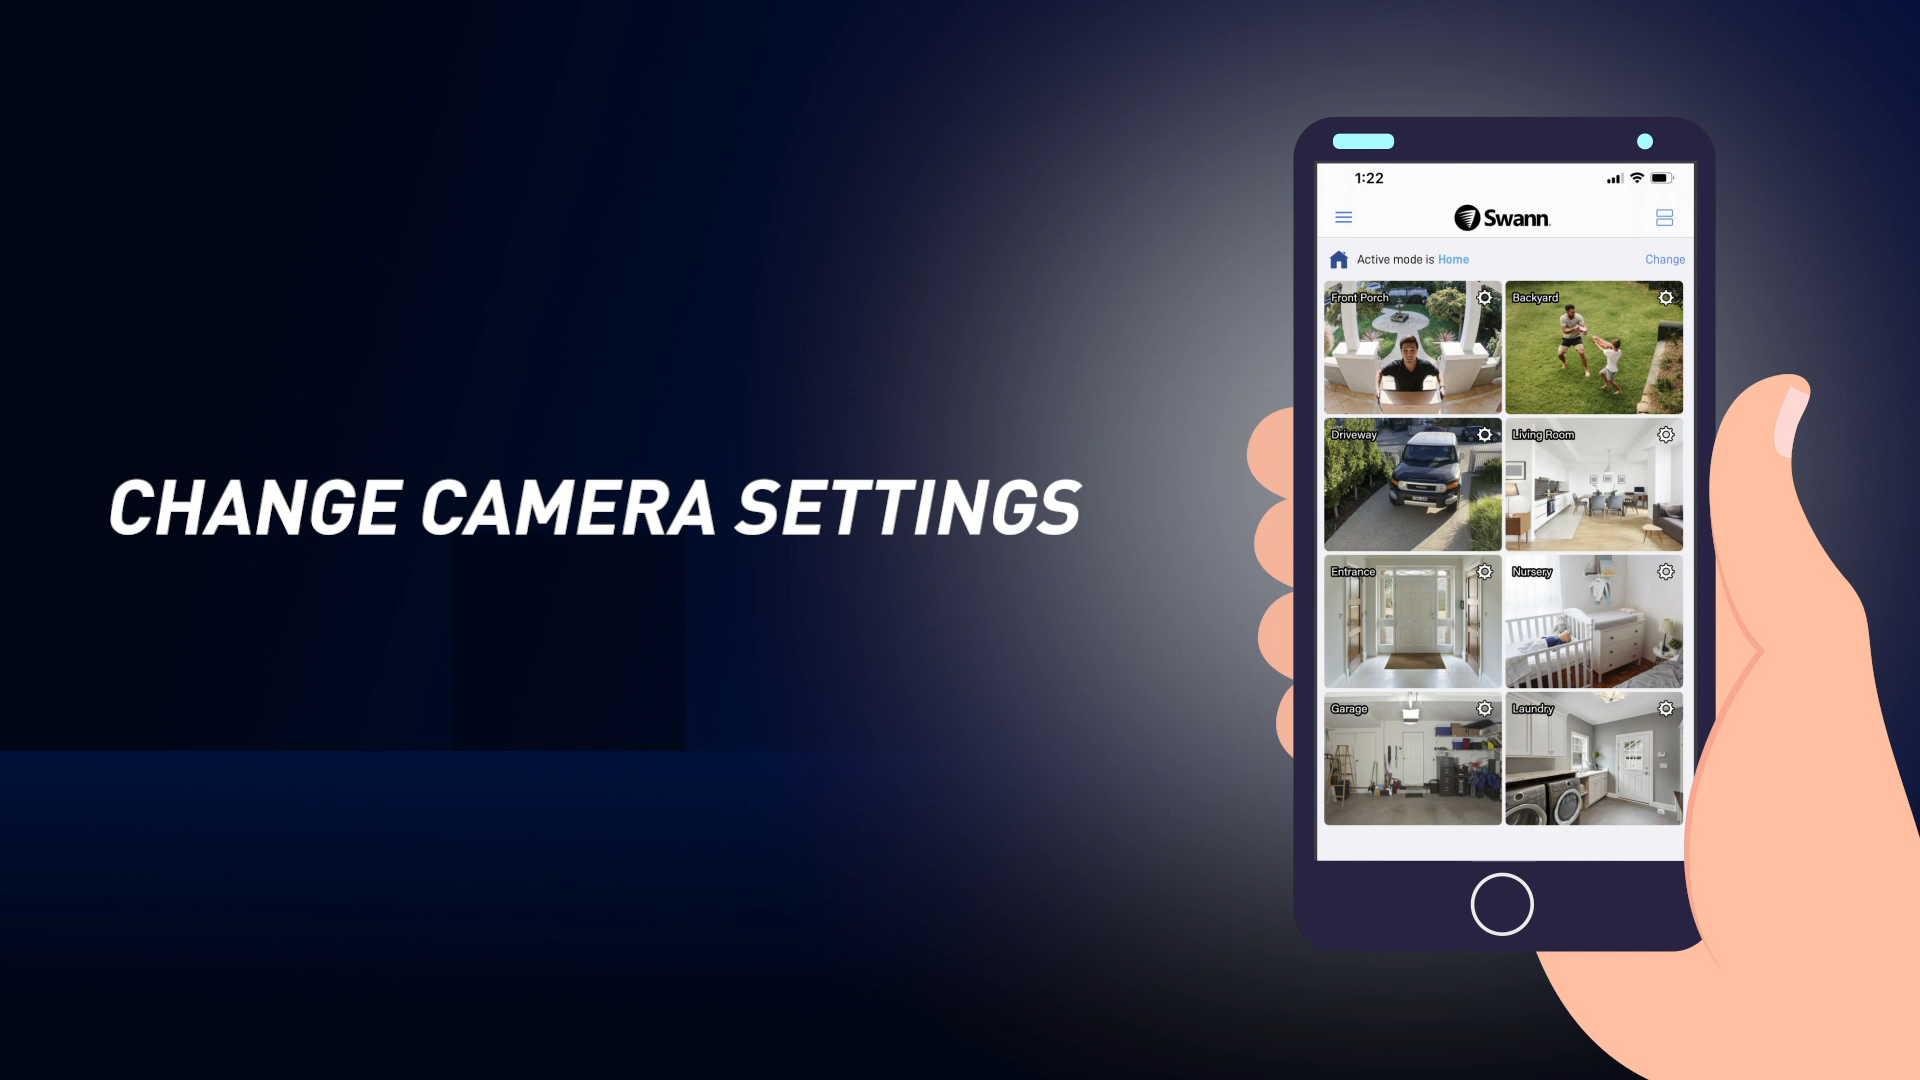 CHANGE CAMERA SETTINGS
1:22
Swann
Active mode is Home
Change
Front Porch
Backyard
Driveway
Living Room
Entrance
Nursery
Garage
Laundry